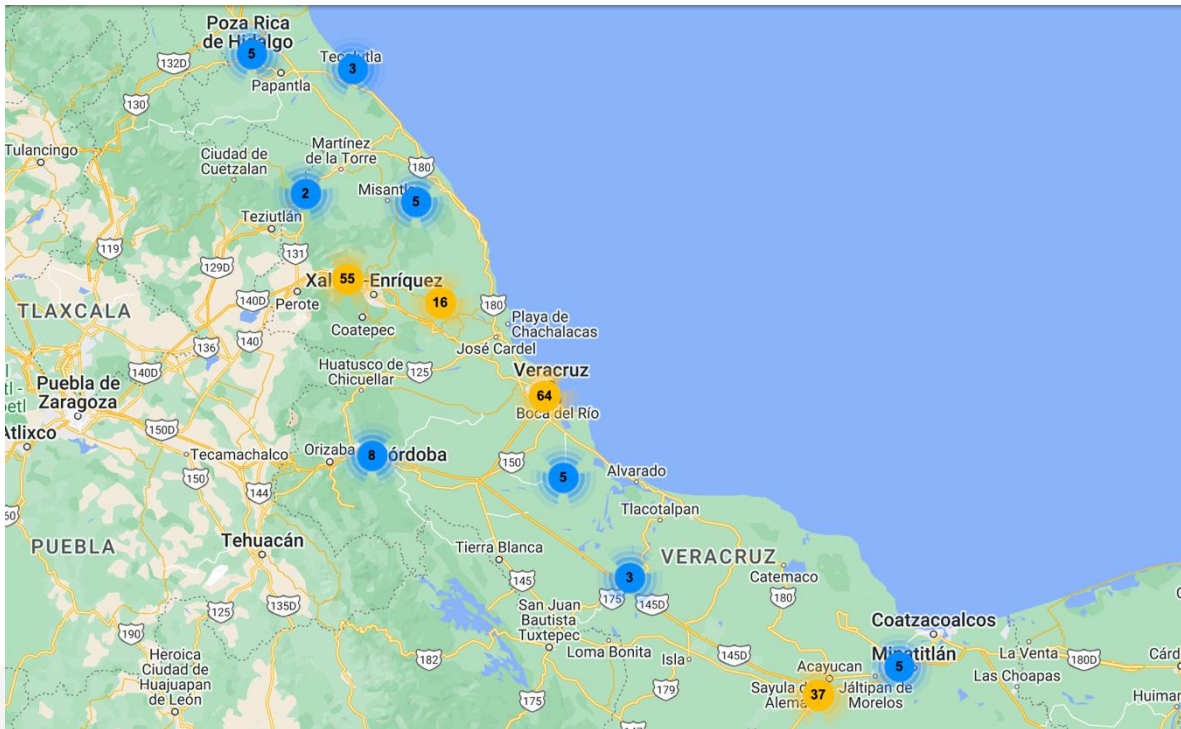 Poza Rica
de Hidalgo
5
Tecolutla
3
132D
Papantla
130
Tulancingo
Ciudad de
Cuetzalan
Martínez
de la Torre
180
2
Misantla
5
Teziutlán
119
131
129D
55
Enríquez
16
140D
Perote
180
TLAXCALA
Playa de
Chachalacas
Coatepec
136
140
José Cardel
Huatusco de
Chicuellar
125
140D
Veracruz
Puebla de
Zaragoza
64
Boca del Río
150D
Atlixco
Tecamachalco
Orizaba
8
órdoba
150
150
5
Alvarado
144
Tlacotalpan
PUEBLA
Tehuacán
Tierra Blanca
VERACRUZ
Catemaco
145
3
175
145D
180
125
135D
San Juan
Bautista
Tuxtepec
Coatzacoalcos
190
182
Loma Bonita
Isla
145D
Minatitlán
5
La Venta
180D
Heroica
Ciudad de
Huajuapan
de León
Acayucan
Las Choapas
175
179
Sayula de
Alemán
37
Jáltipan de
Morelos